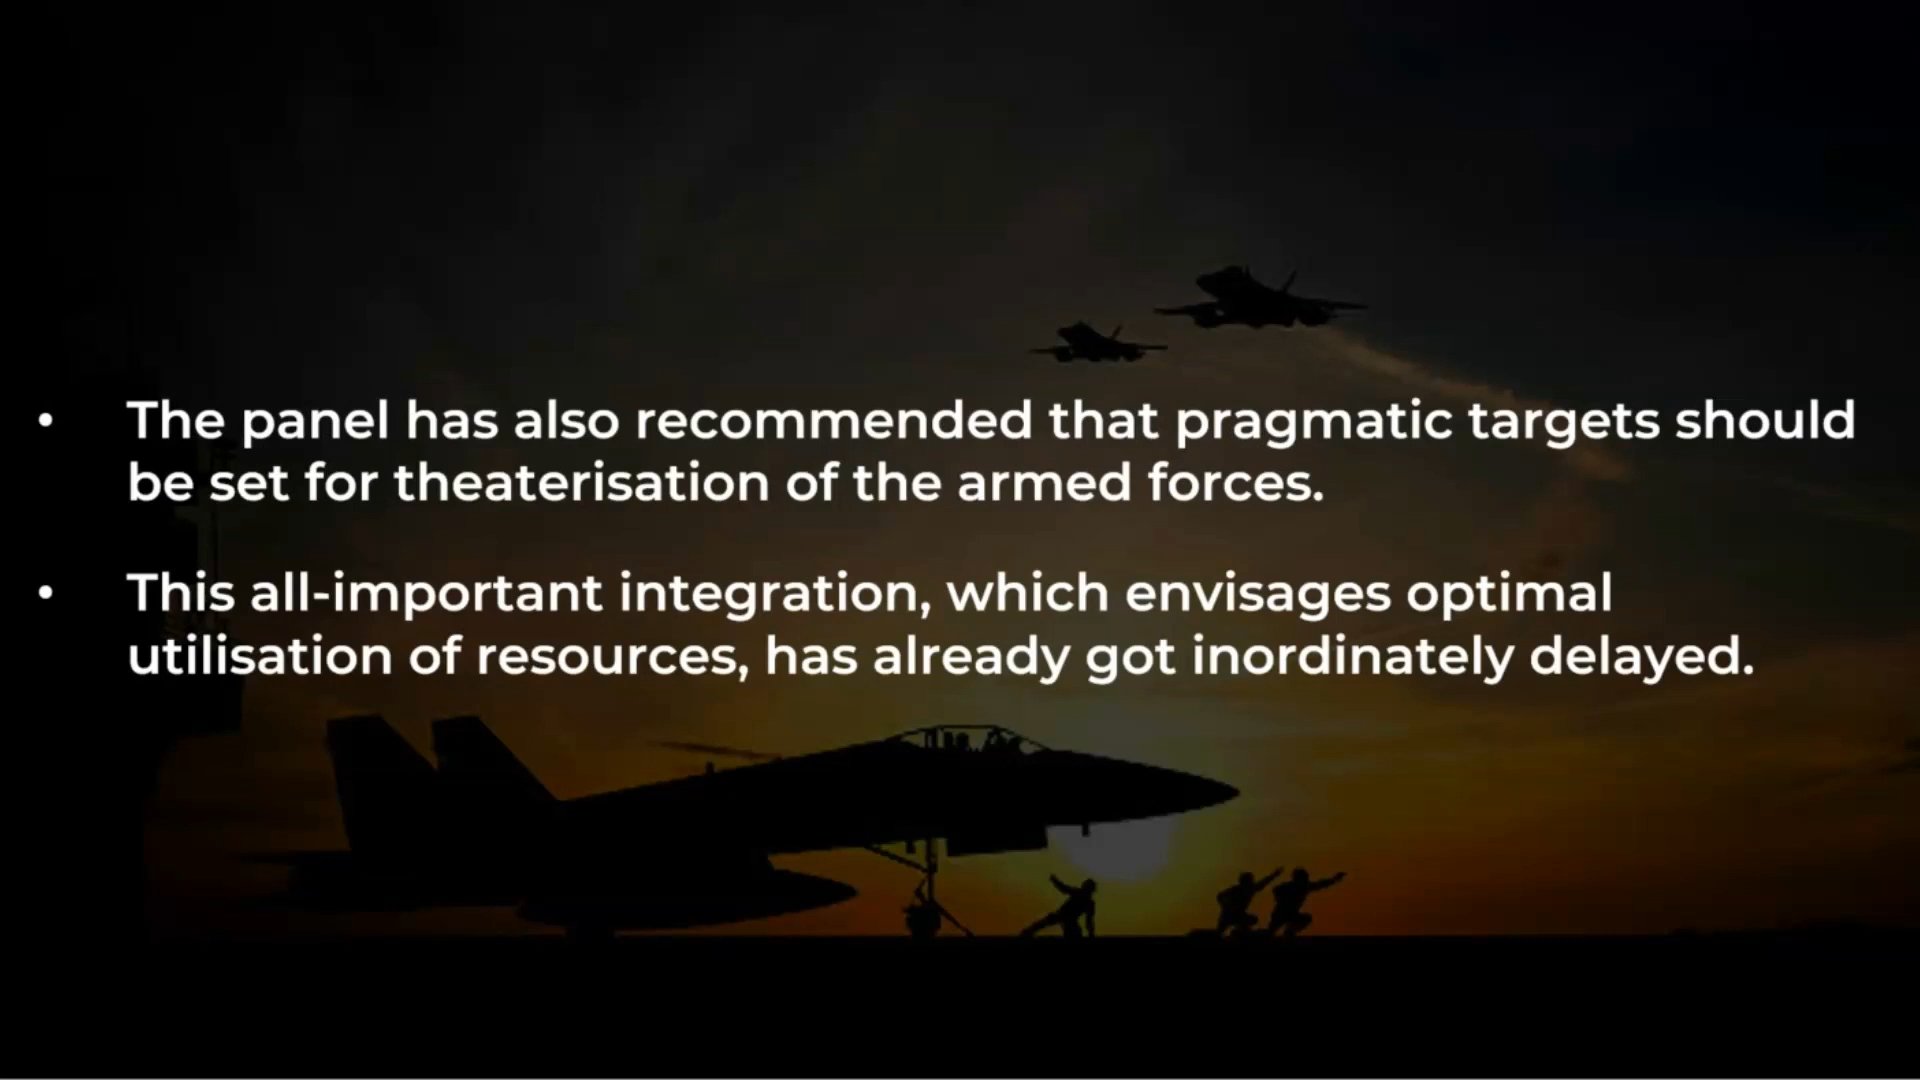 • The panel has also recommended that pragmatic targets should
be set for theaterisation of the armed forces.
• This all-important integration, which envisages optimal
utilisation of resources, has already got inordinately delayed.